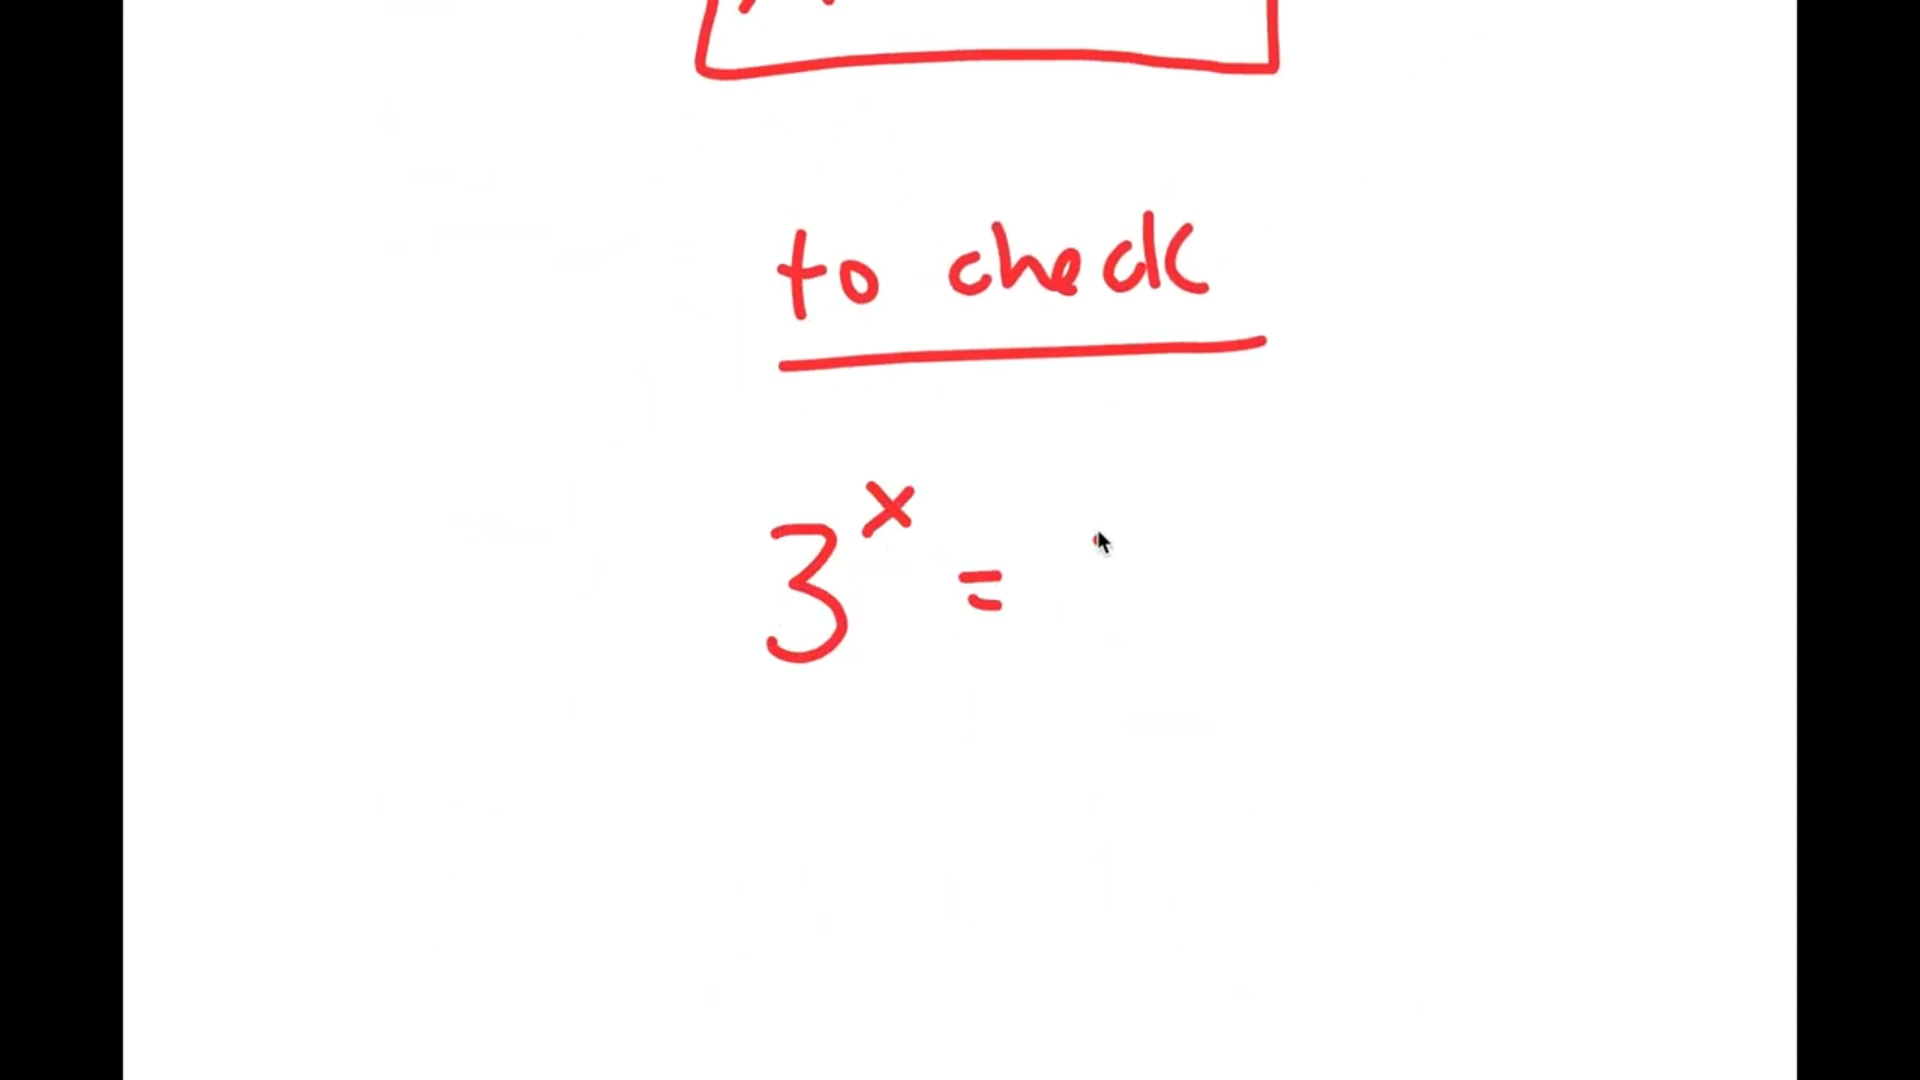 to check
3^x =